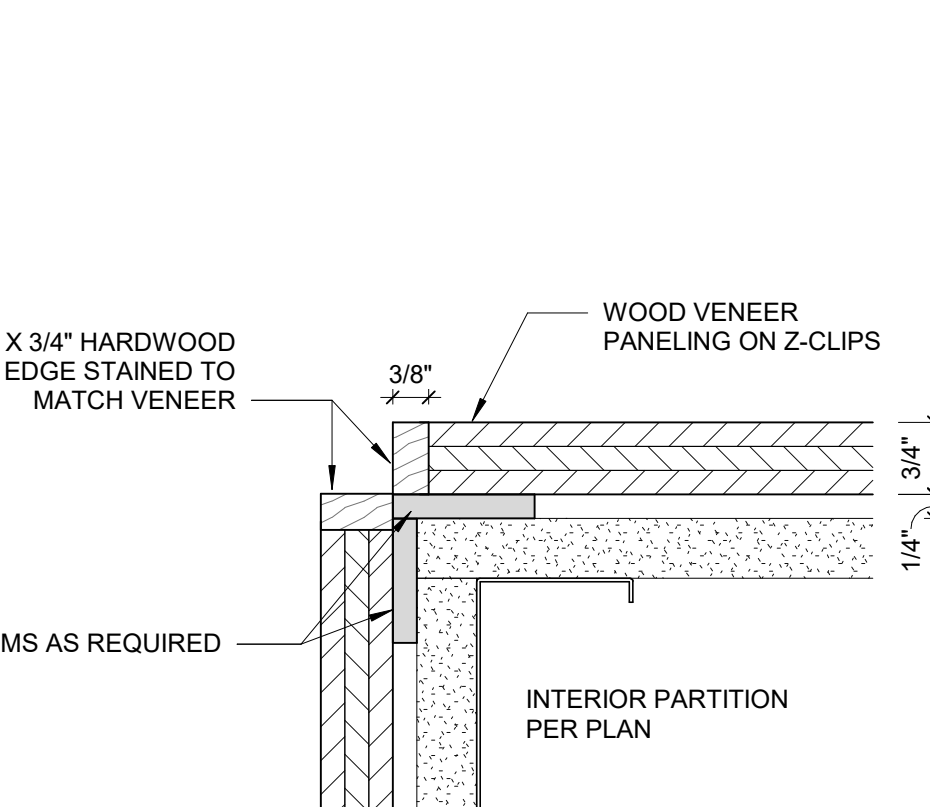 WOOD VENEER
PANELING ON Z-CLIPS
X 3/4" HARDWOOD
EDGE STAINED TO
MATCH VENEER
3/8"
3/4"
1/4"
MS AS REQUIRED
INTERIOR PARTITION
PER PLAN